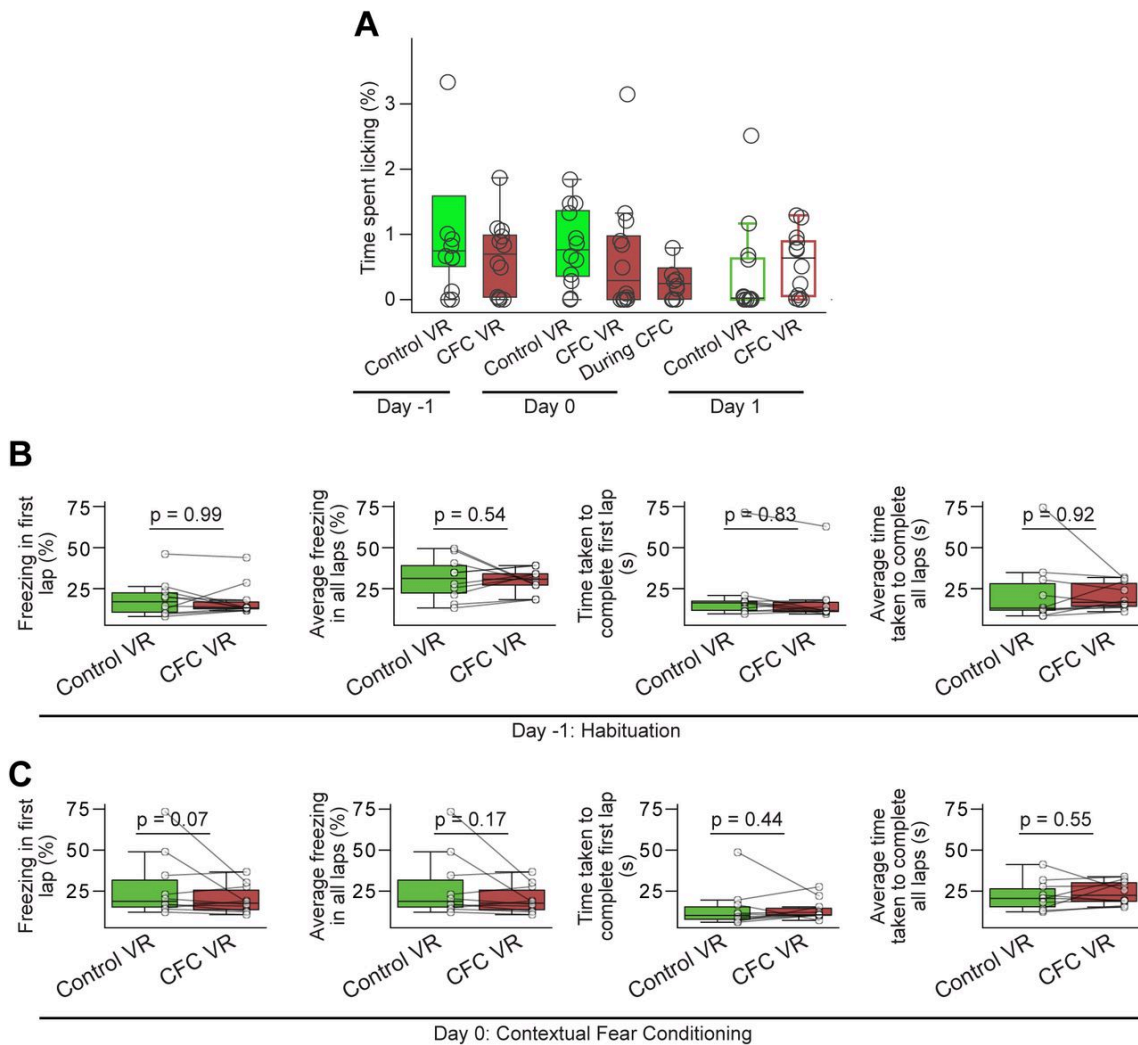 A
Time spent licking (%)
3
2
1
0
Control VR
CFC VR
Control VR
CFC VR
During CFC
Control VR
CFC VR
Day -1
Day 0
Day 1
B
Freezing in first
lap (%)
75
50
25
p = 0.99
Control VR
CFC VR
Average freezing
in all laps (%)
75
50
25
p = 0.54
Control VR
CFC VR
Time taken to
complete first lap
(s)
75
50
25
p = 0.83
Control VR
CFC VR
Average time
taken to complete
all laps (s)
75
50
25
p = 0.92
Control VR
CFC VR
Day -1: Habituation
C
Freezing in first
lap (%)
75
50
25
p = 0.07
Control VR
CFC VR
Average freezing
in all laps (%)
75
50
25
p = 0.17
Control VR
CFC VR
Time taken to
complete first lap
(s)
75
50
25
p = 0.44
Control VR
CFC VR
Average time
taken to complete
all laps (s)
75
50
25
p = 0.55
Control VR
CFC VR
Day 0: Contextual Fear Conditioning